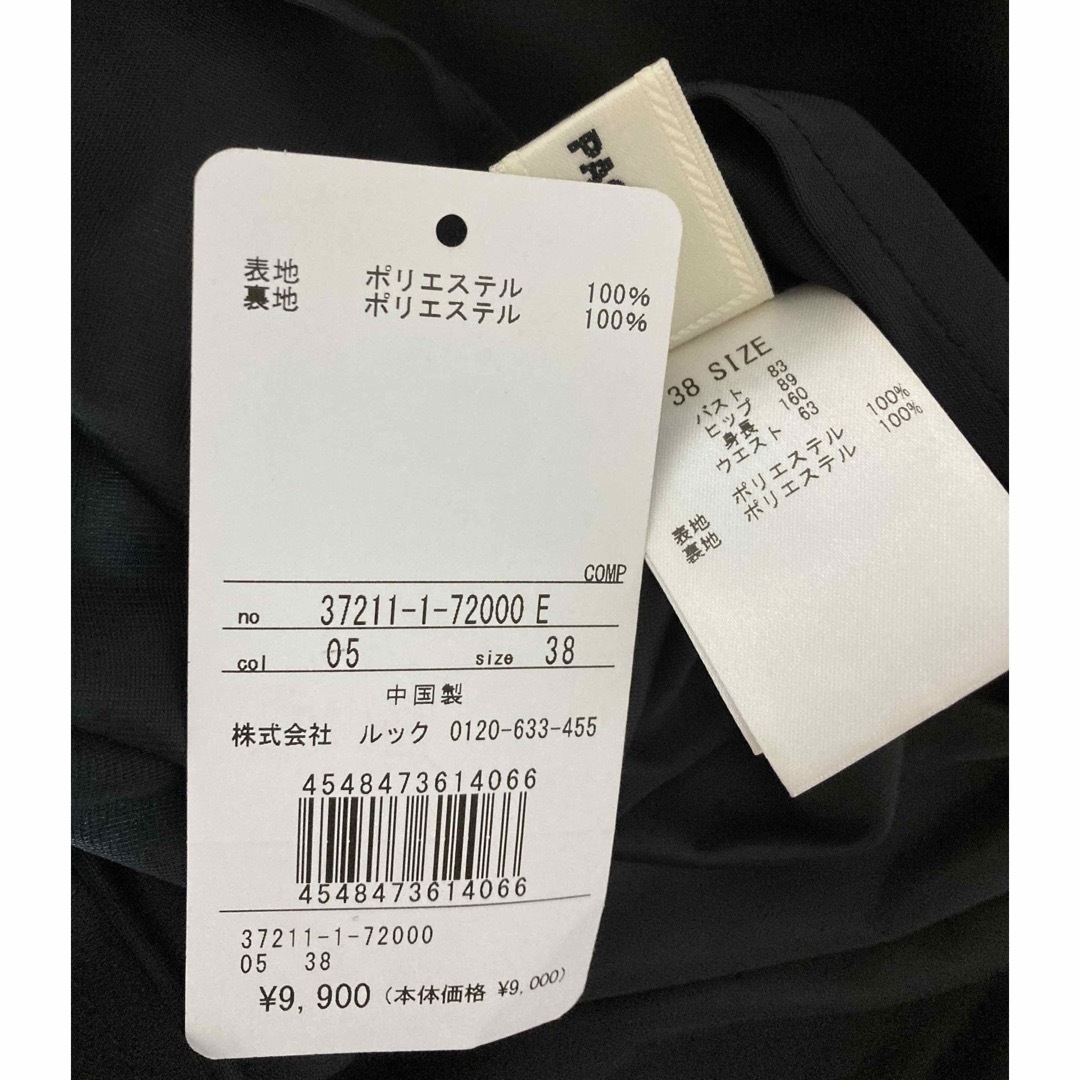 表地 ポリエステル 100%
裏地 ポリエステル 100%
COMP
no 37211-1-72000 E
col 05 size 38
中国製
株式会社 ルック 0120-633-455
4548473614066
4548473614066
37211-1-72000
05 38
¥9,900 (本体価格 ¥9,000)
38 SIZE
バスト 83
ヒップ 89
身長 160
ウエスト 63
表地 ポリエステル 100%
裏地 ポリエステル 100%